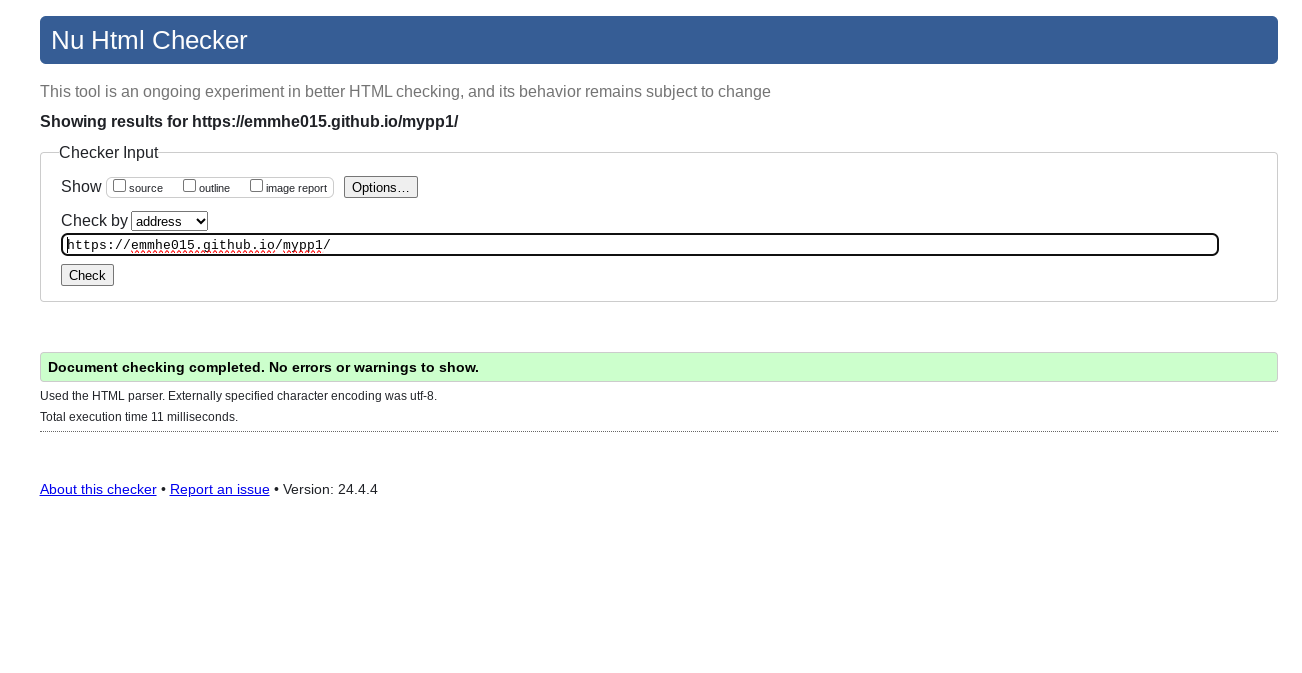 Nu Html Checker
This tool is an ongoing experiment in better HTML checking, and its behavior remains subject to change
Showing results for https://emmhe015.github.io/mypp1/
Checker Input
Show source outline image report Options…
Check by address
https://emmhe015.github.io/mypp1/
Check
Document checking completed. No errors or warnings to show.
Used the HTML parser. Externally specified character encoding was utf-8.
Total execution time 11 milliseconds.
About this checker • Report an issue • Version: 24.4.4